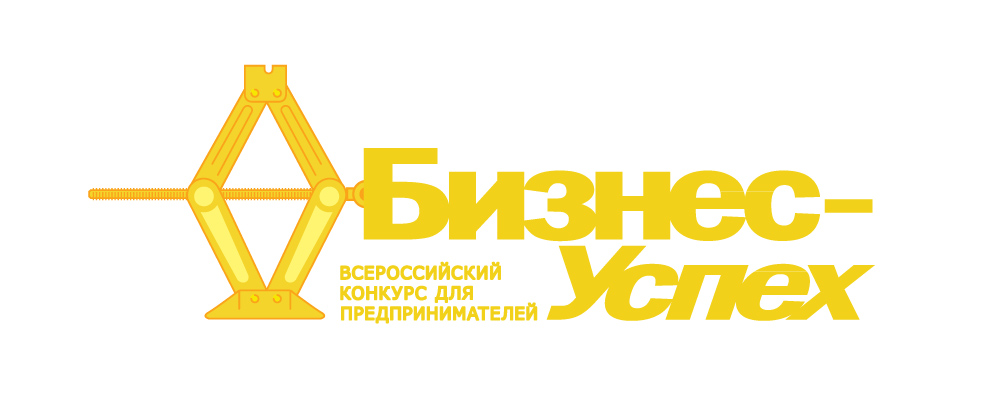 Бизнес-
Успех
ВСЕРОССИЙСКИЙ
КОНКУРС ДЛЯ
ПРЕДПРИНИМАТЕЛЕЙ